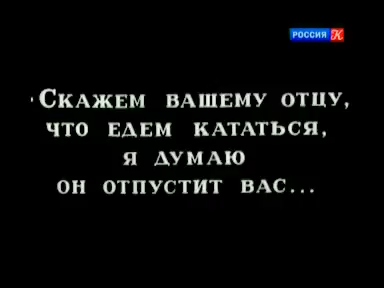 РОССИЯ К
· СКАЖЕМ ВАШЕМУ ОТЦУ,
ЧТО ЕДЕМ КАТАТЬСЯ,
Я ДУМАЮ
ОН ОТПУСТИТ ВАС...